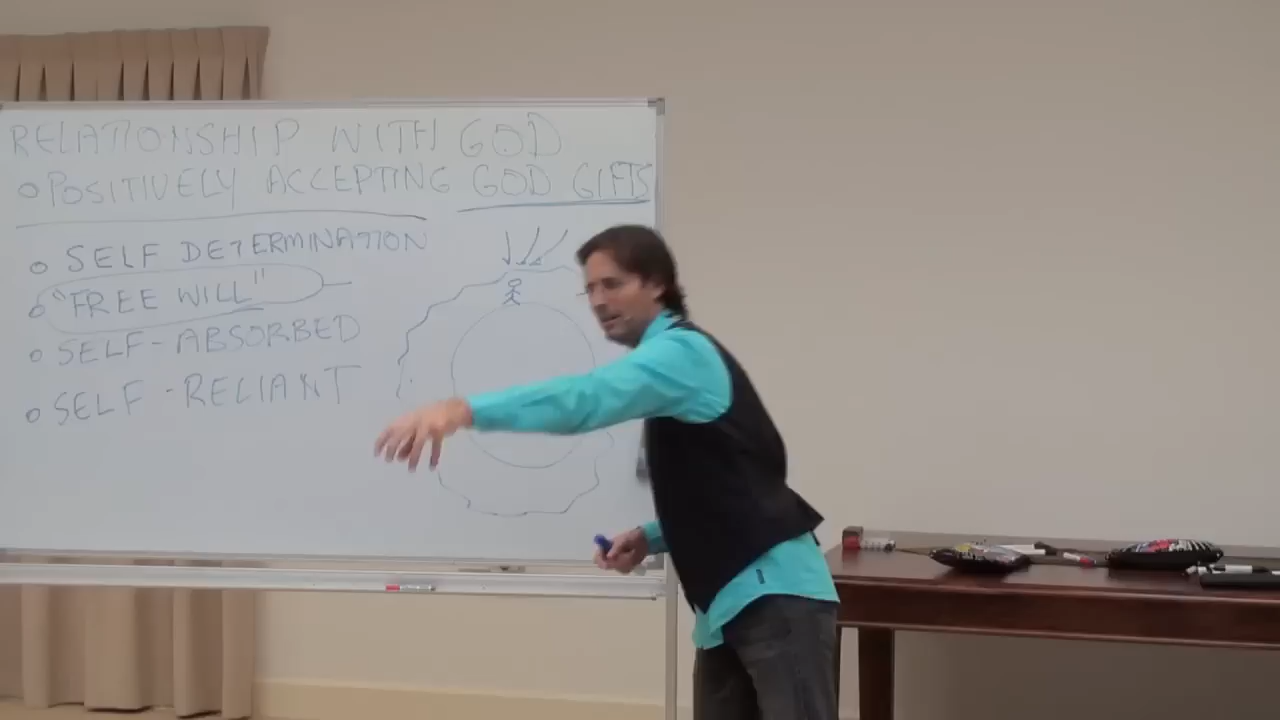 RELATIONSHIP WITH GOD
POSITIVELY ACCEPTING GOD GIFTS
SELF DETERMINATION
"FREE WILL"
SELF-ABSORBED
SELF-RELIANT